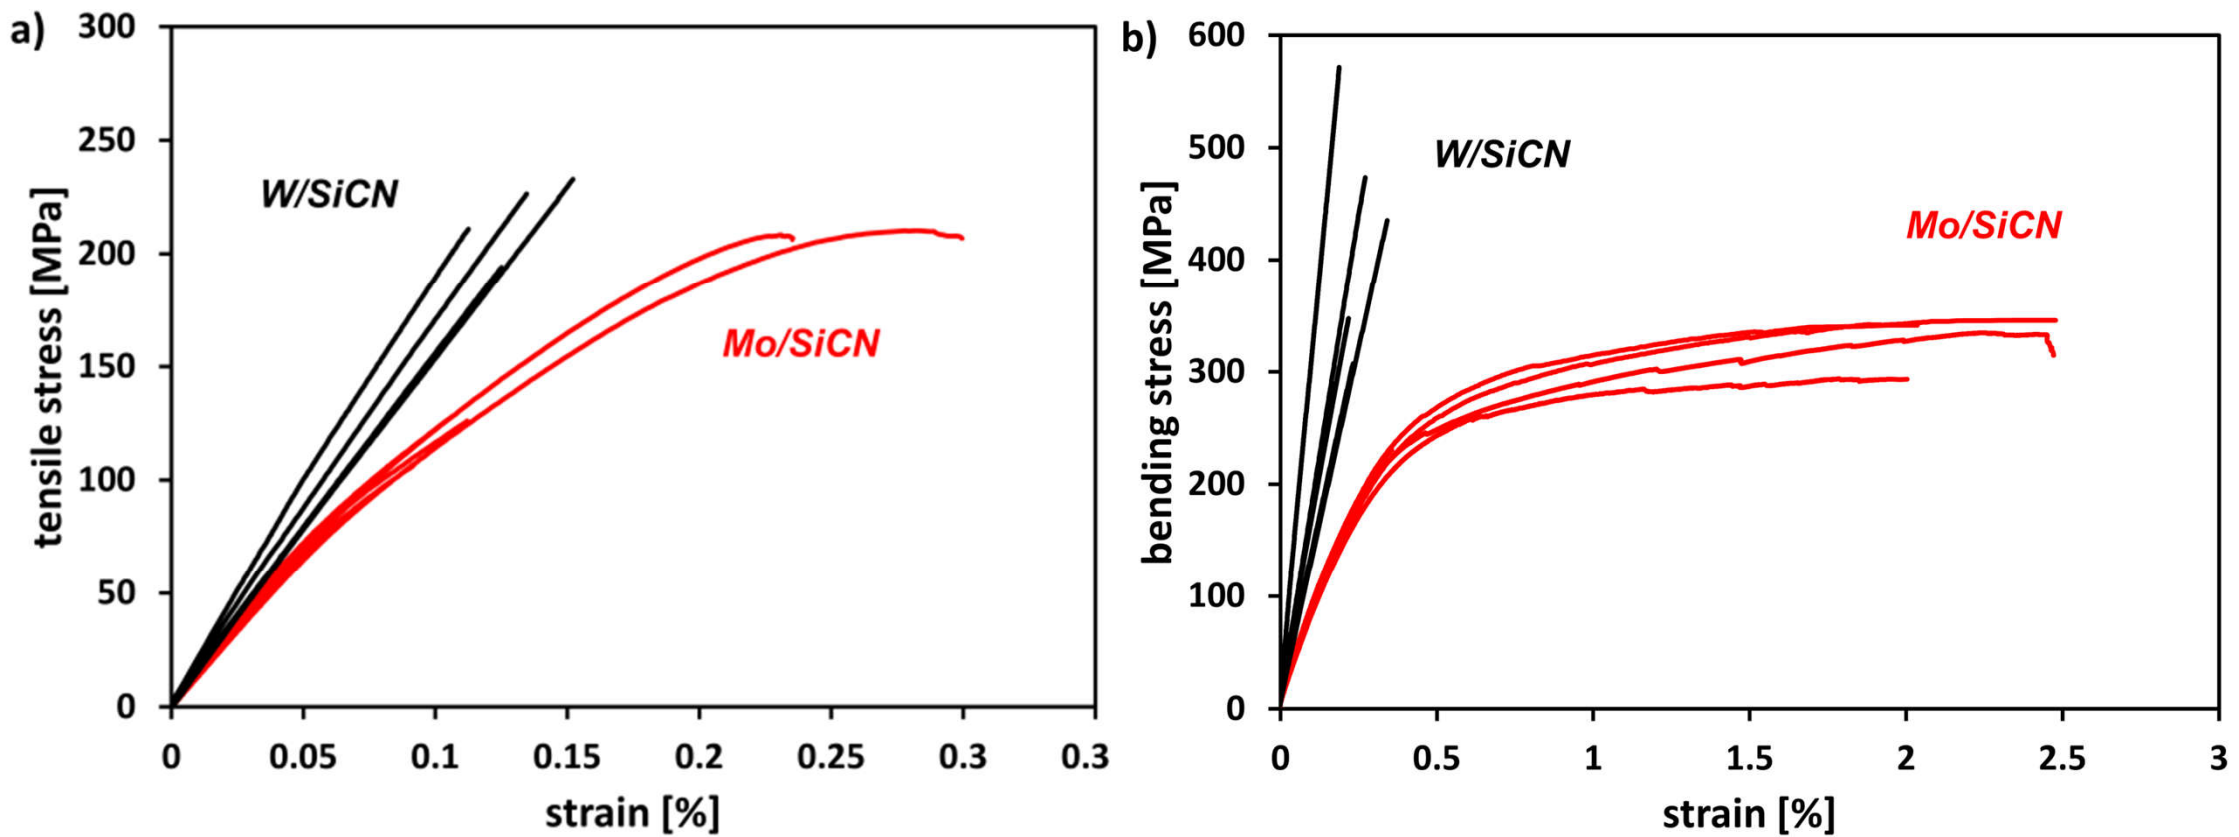 a)
300
250
200
150
100
50
0
tensile stress [MPa]
W/SiCN
Mo/SiCN
0 0.05 0.1 0.15 0.2 0.25 0.3 0.3
strain [%]
b)
600
500
400
300
200
100
0
bending stress [MPa]
W/SiCN
Mo/SiCN
0 0.5 1 1.5 2 2.5 3
strain [%]